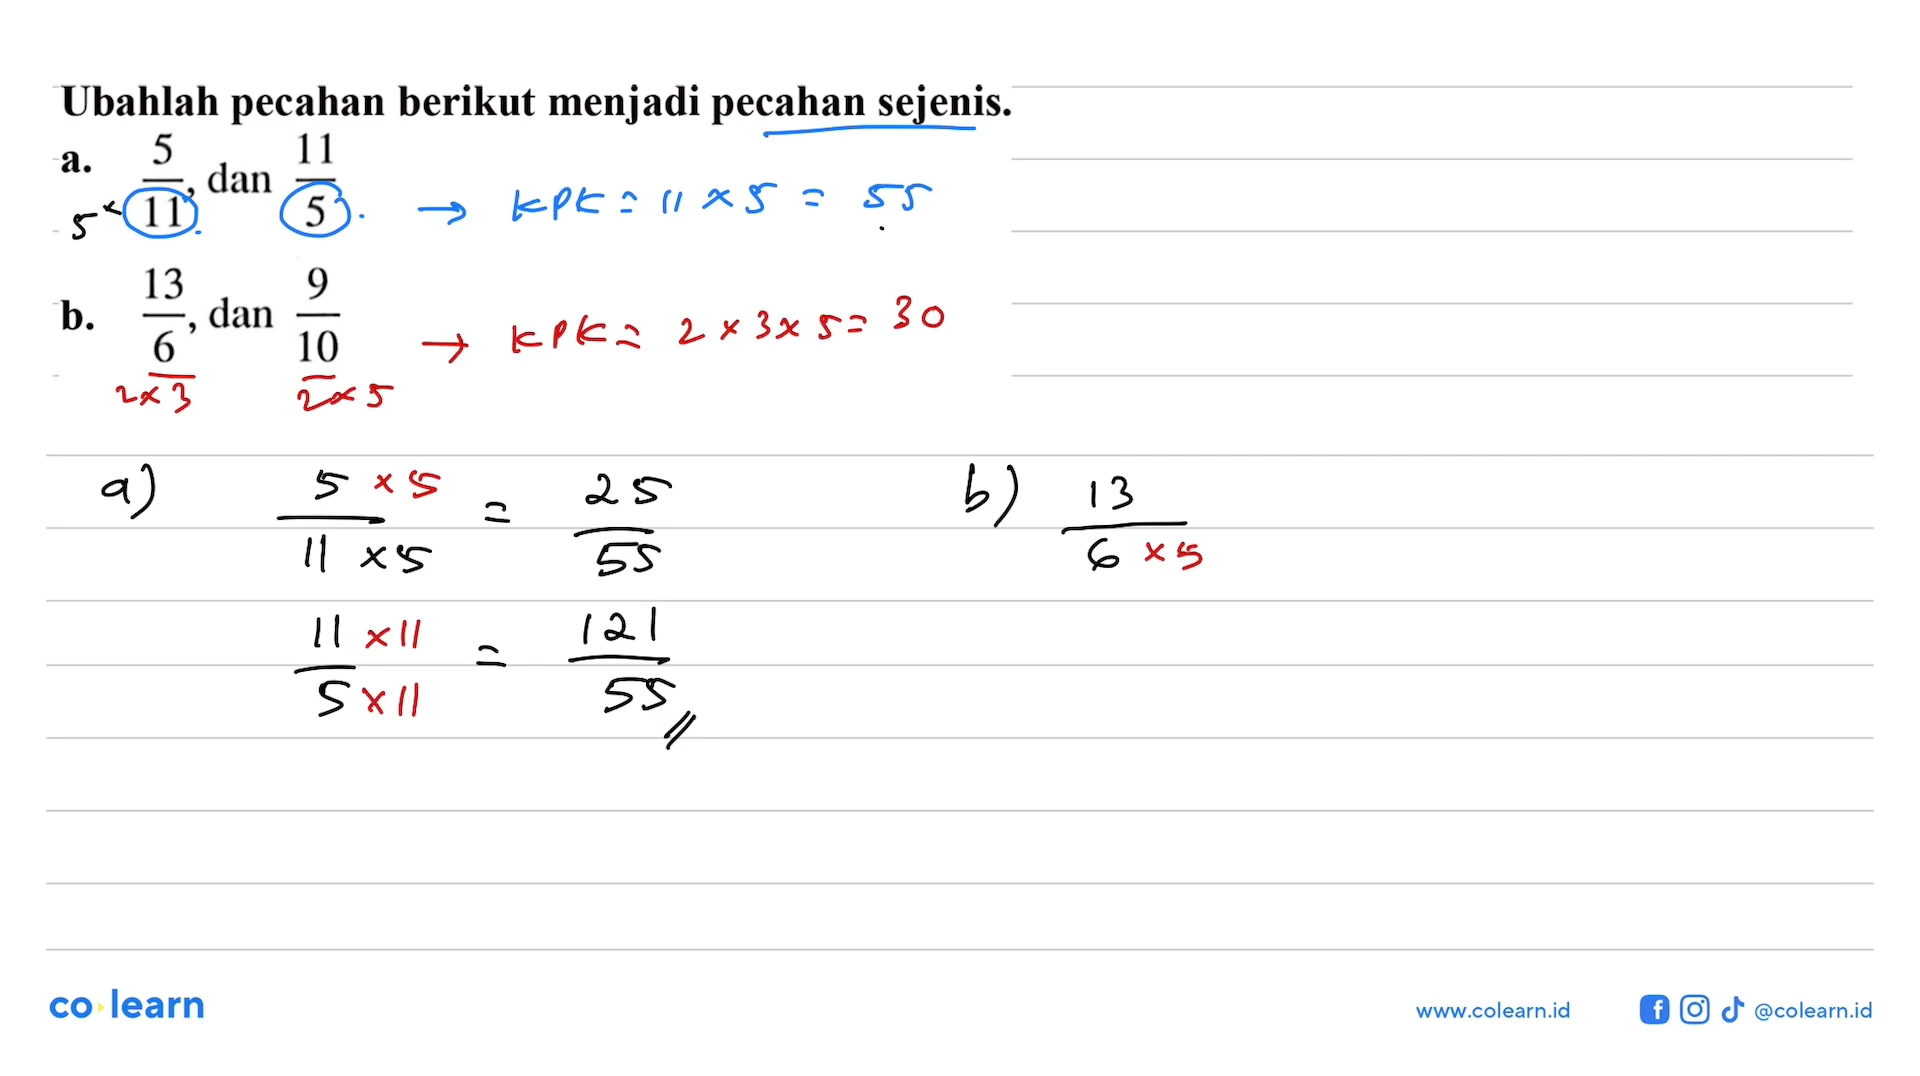 Ubahlah pecahan berikut menjadi pecahan sejenis.
a. 5/11, dan 11/5. → KPK = 11 × 5 = 55
5 ×
b. 13/6, dan 9/10 → KPK = 2 × 3 × 5 = 30
2 × 3 2 × 5
a) 5 × 5 / 11 × 5 = 25/55
b) 13 / 6 × 5
11 × 11 / 5 × 11 = 121/55 //
co learn
www.colearn.id @colearn.id